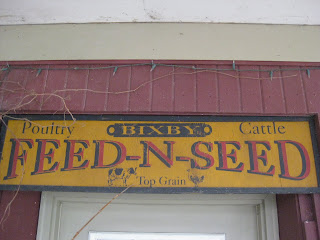 Poultry BIXBY Cattle
FEED-N-SEED
Top Grain